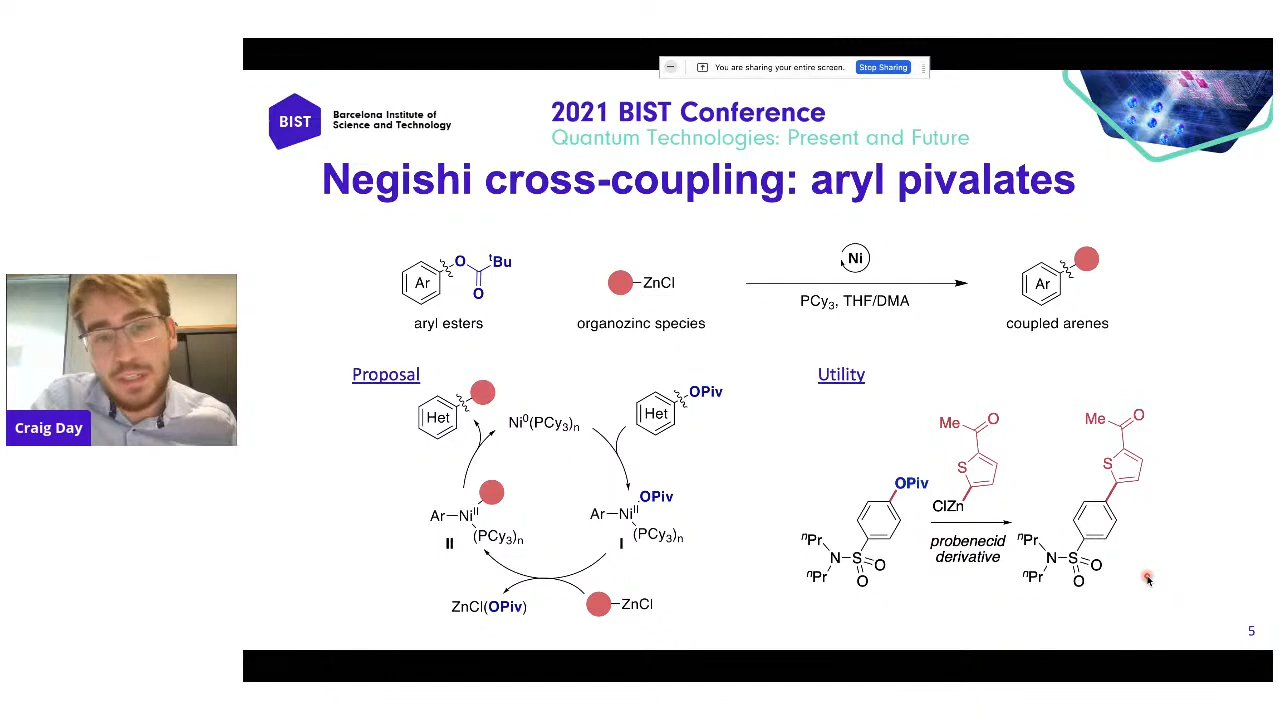 You are sharing your entire screen. Stop Sharing
BIST
Barcelona Institute of
Science and Technology
2021 BIST Conference
Quantum Technologies: Present and Future
Negishi cross-coupling: aryl pivalates
Ar
O
ᵗBu
O
ZnCl
Ni
PCy₃, THF/DMA
Ar
aryl esters
organozinc species
coupled arenes
Proposal
Het
Ni⁰(PCy₃)ₙ
Het
OPiv
Ar–Niᴵᴵ
(PCy₃)ₙ
II
OPiv
Ar–Niᴵᴵ
(PCy₃)ₙ
I
ZnCl(OPiv)
ZnCl
Utility
OPiv
ⁿPr
N
ⁿPr
S
O
O
Me
O
S
ClZn
probenecid
derivative
Me
O
S
ⁿPr
N
ⁿPr
S
O
O
Craig Day
5